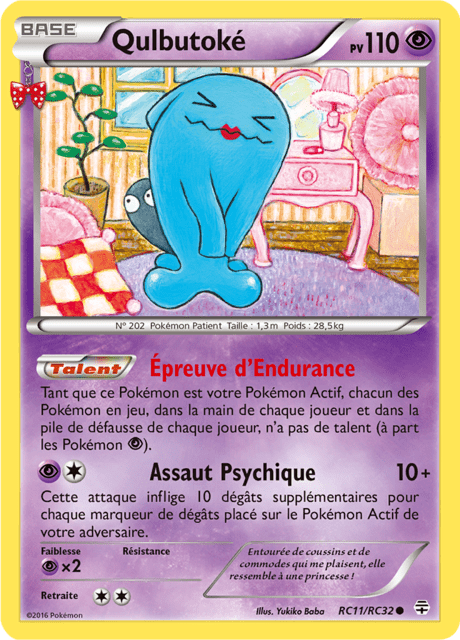 BASE
Qulbutoké
PV110
N° 202 Pokémon Patient Taille : 1,3m Poids : 28,5kg
Talent
Épreuve d'Endurance
Tant que ce Pokémon est votre Pokémon Actif, chacun des
Pokémon en jeu, dans la main de chaque joueur et dans la
pile de défausse de chaque joueur, n'a pas de talent (à part
les Pokémon ).
Assaut Psychique 10+
Cette attaque inflige 10 dégâts supplémentaires pour
chaque marqueur de dégâts placé sur le Pokémon Actif de
votre adversaire.
Faiblesse Résistance
×2
Retraite
Entourée de coussins et de
commodes qui me plaisent, elle
ressemble à une princesse !
Illus. Yukiko Baba RC11/RC32
©2016 Pokémon